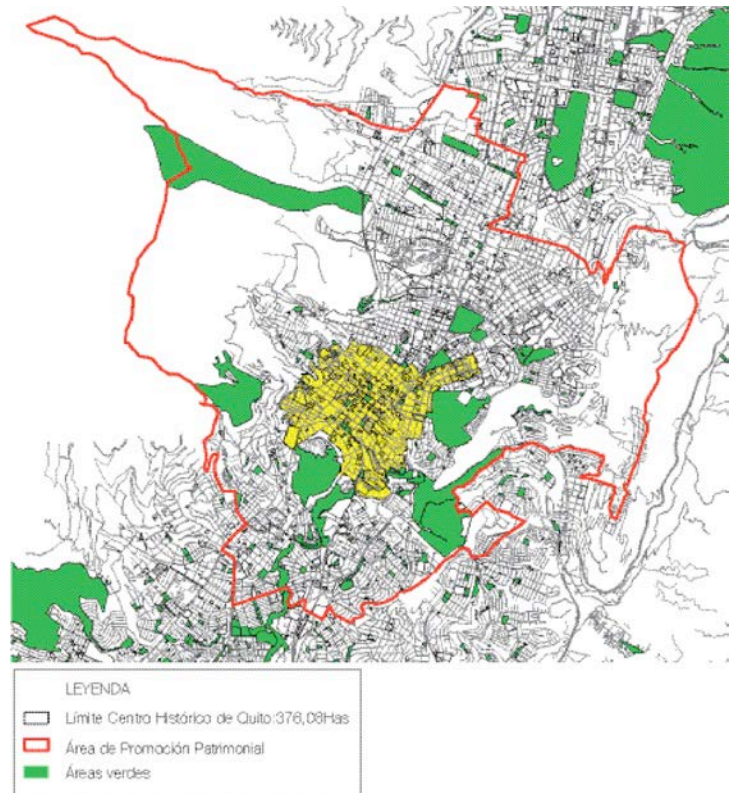 LEYENDA
Límite Centro Histórico de Quito:376,08Has
Área de Promoción Patrimonial
Áreas verdes